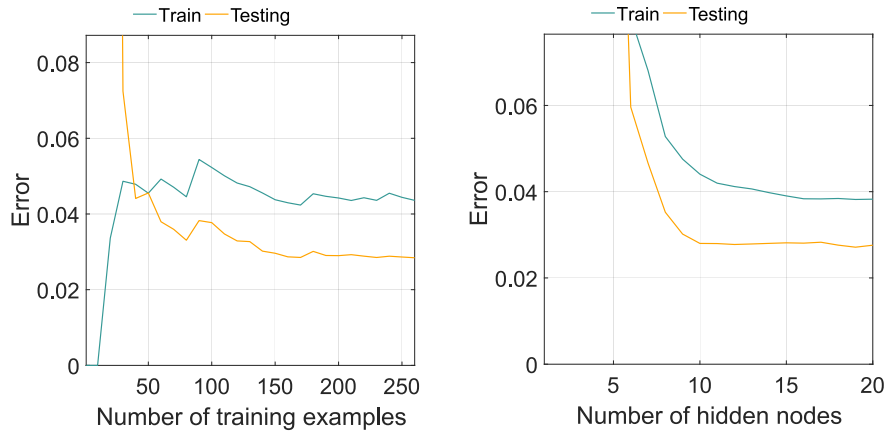 Train Testing
0.08
0.06
0.04
0.02
0
Error
50 100 150 200 250
Number of training examples
Train Testing
0.06
0.04
0.02
0
Error
5 10 15 20
Number of hidden nodes